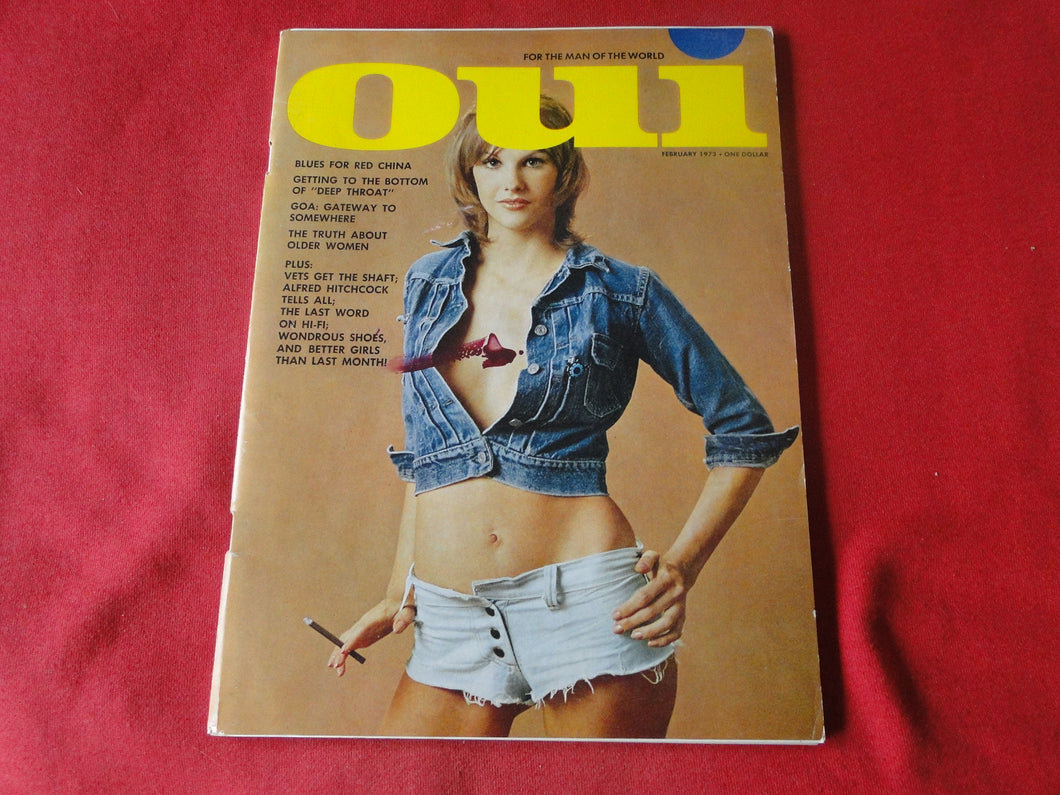 FOR THE MAN OF THE WORLD
oui
FEBRUARY 1973 • ONE DOLLAR
BLUES FOR RED CHINA
GETTING TO THE BOTTOM
OF "DEEP THROAT"
GOA: GATEWAY TO
SOMEWHERE
THE TRUTH ABOUT
OLDER WOMEN
PLUS:
VETS GET THE SHAFT;
ALFRED HITCHCOCK
TELLS ALL;
THE LAST WORD
ON HI-FI;
WONDROUS SHOES,
AND BETTER GIRLS
THAN LAST MONTH!